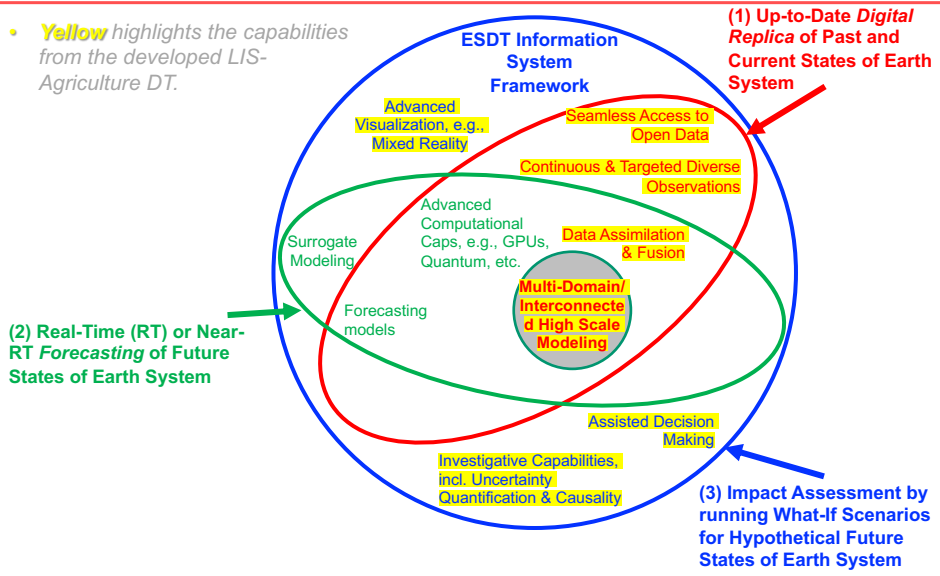 • Yellow highlights the capabilities
from the developed LIS-
Agriculture DT.
ESDT Information
System
Framework
(1) Up-to-Date Digital
Replica of Past and
Current States of Earth
System
Advanced
Visualization, e.g.,
Mixed Reality
Seamless Access to
Open Data
Continuous & Targeted Diverse
Observations
Advanced
Computational
Caps, e.g., GPUs,
Quantum, etc.
Surrogate
Modeling
Data Assimilation
& Fusion
Multi-Domain/
Interconnecte
d High Scale
Modeling
Forecasting
models
(2) Real-Time (RT) or Near-
RT Forecasting of Future
States of Earth System
Assisted Decision
Making
Investigative Capabilities,
incl. Uncertainty
Quantification & Causality
(3) Impact Assessment by
running What-If Scenarios
for Hypothetical Future
States of Earth System